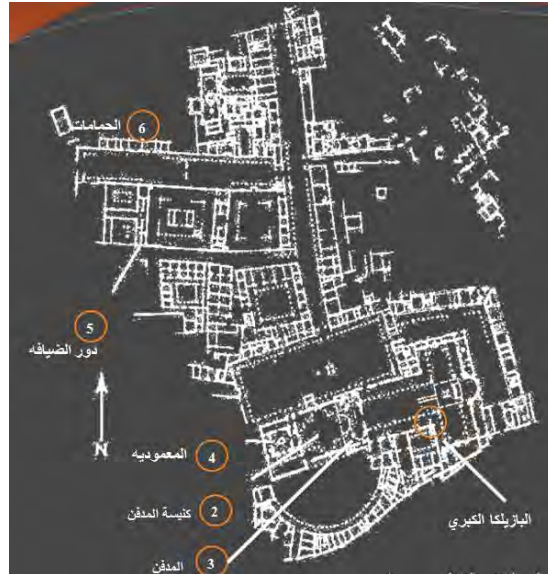 6 الحمامات
5
دور الضيافه
N
4 المعموديه
2 كنيسة المدفن
البازيلكا الكبري
3 المدفن